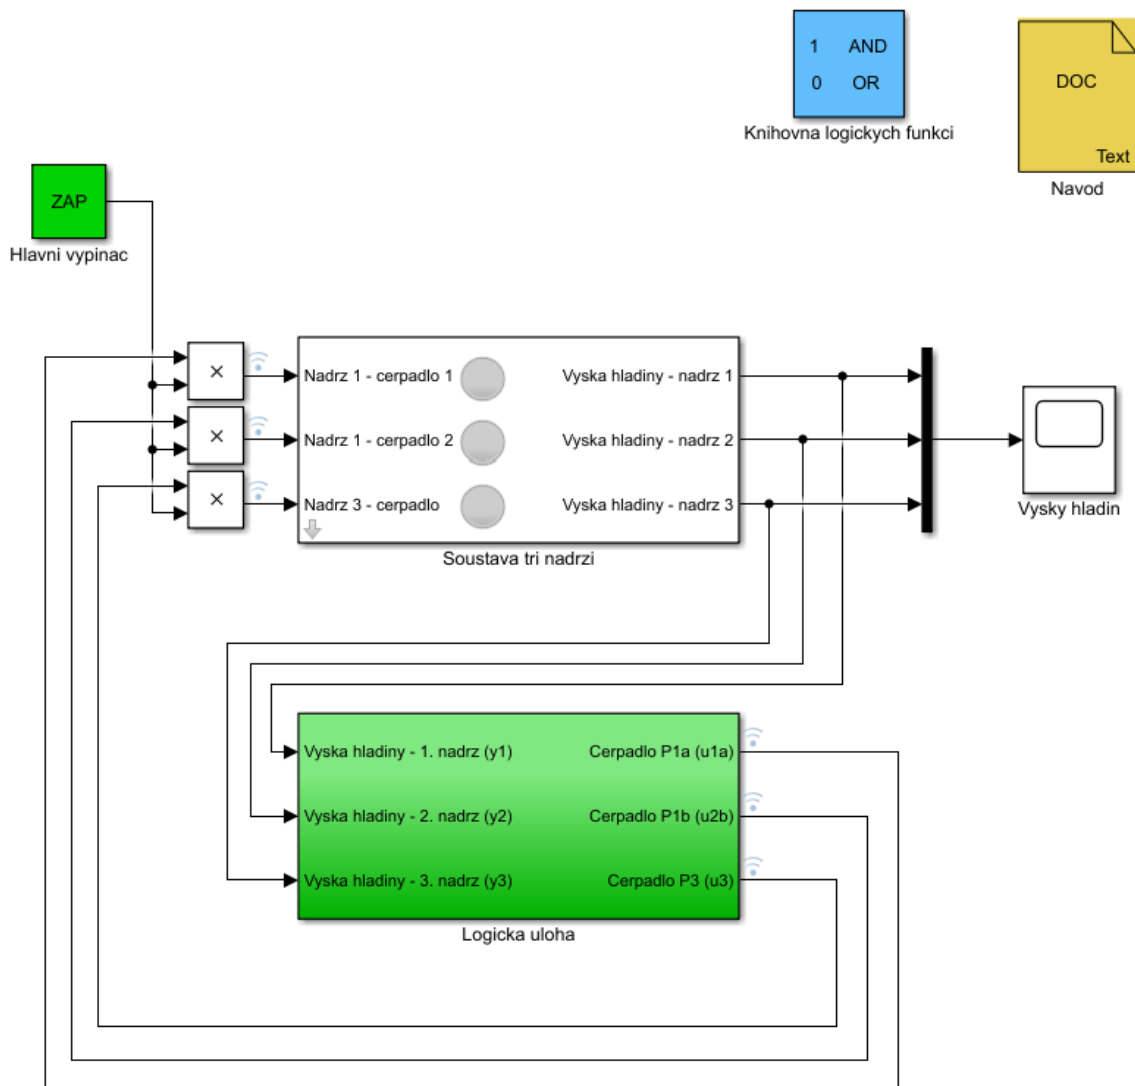 1 AND
0 OR
Knihovna logickych funkci
DOC
Text
Navod
ZAP
Hlavni vypinac
×
×
×
Nadrz 1 - cerpadlo 1
Nadrz 1 - cerpadlo 2
Nadrz 3 - cerpadlo
Vyska hladiny - nadrz 1
Vyska hladiny - nadrz 2
Vyska hladiny - nadrz 3
Soustava tri nadrzi
Vysky hladin
Vyska hladiny - 1. nadrz (y1)
Vyska hladiny - 2. nadrz (y2)
Vyska hladiny - 3. nadrz (y3)
Cerpadlo P1a (u1a)
Cerpadlo P1b (u2b)
Cerpadlo P3 (u3)
Logicka uloha